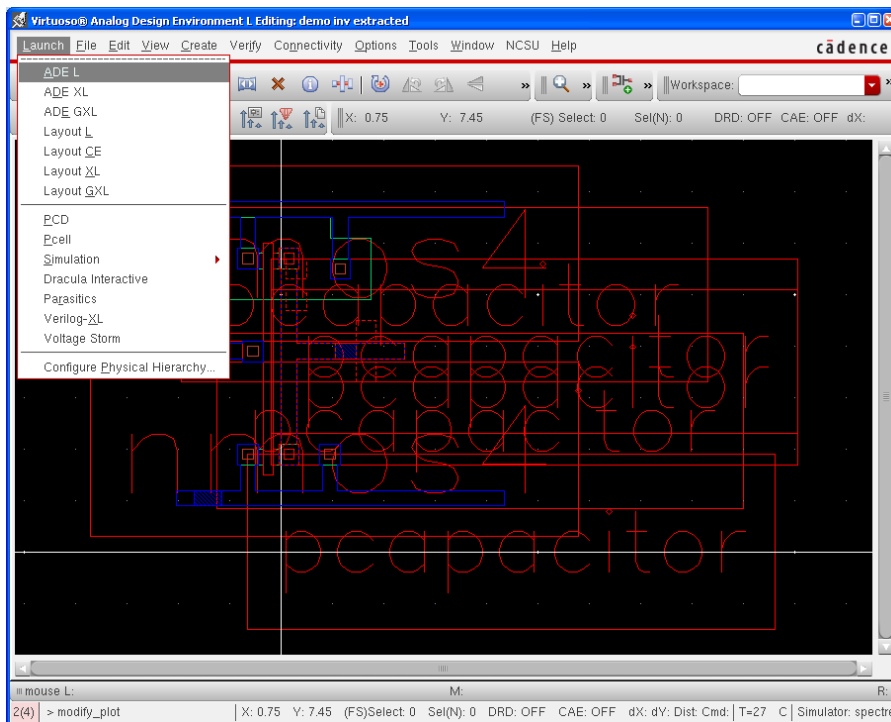 Virtuoso® Analog Design Environment L Editing: demo inv extracted
Launch File Edit View Create Verify Connectivity Options Tools Window NCSU Help cādence
ADE L
ADE XL
ADE GXL
Layout L
Layout CE
Layout XL
Layout GXL
PCD
Pcell
Simulation
Dracula Interactive
Parasitics
Verilog-XL
Voltage Storm
Configure Physical Hierarchy...
» » » Workspace: »
X: 0.75 Y: 7.45 (FS) Select: 0 Sel(N): 0 DRD: OFF CAE: OFF dX:
os4
pcapacitor
pcapacitor
pcapacitor
nmos4
pcapacitor
mouse L: M: R:
2(4) > modify_plot X: 0.75 Y: 7.45 (FS)Select: 0 Sel(N): 0 DRD: OFF CAE: OFF dX: dY: Dist: Cmd: T=27 C Simulator: spectre